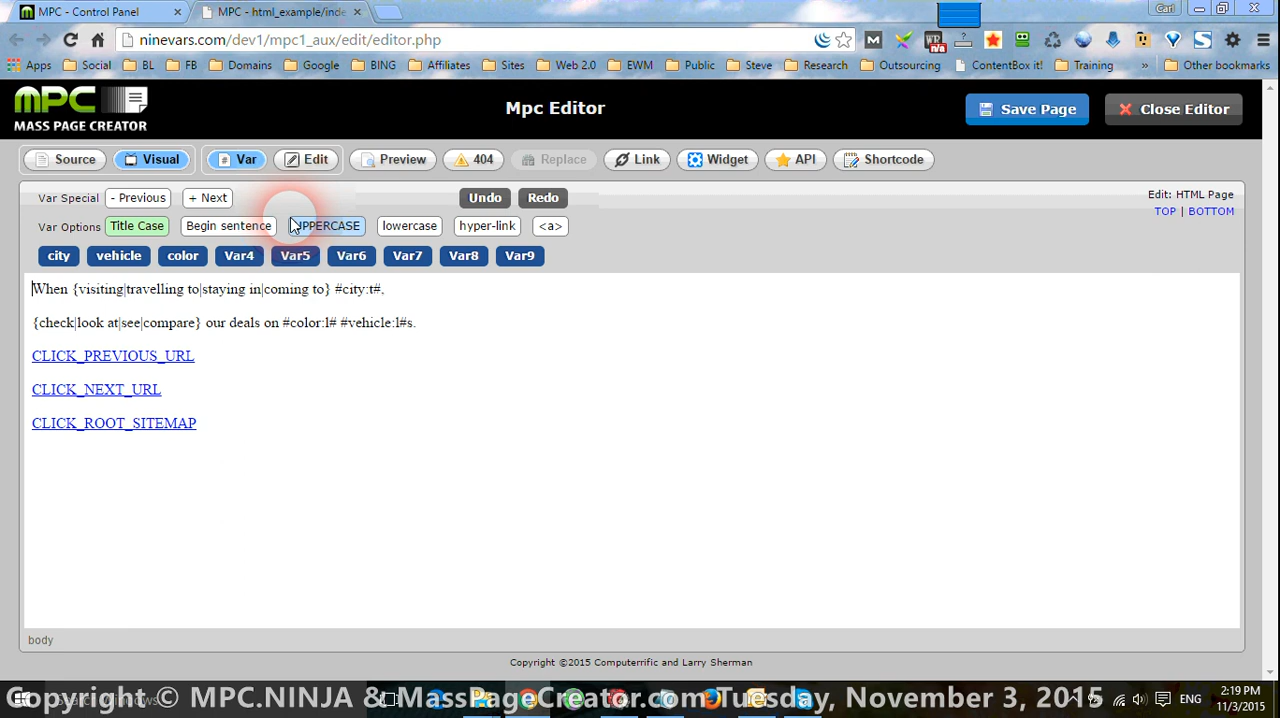 MPC - Control Panel
MPC - html_example/inde
Carl
ninevars.com/dev1/mpc1_aux/edit/editor.php
Apps Social BL FB Domains Google BING Affiliates Sites Web 2.0 EWM Public Steve Research Outsourcing ContentBox it! Training » Other bookmarks
MPC
MASS PAGE CREATOR
Mpc Editor
Save Page
Close Editor
Source Visual # Var Edit Preview 404 Replace Link Widget API Shortcode
Var Special - Previous + Next Undo Redo
Edit: HTML Page
TOP | BOTTOM
Var Options Title Case Begin sentence UPPERCASE lowercase hyper-link <a>
city vehicle color Var4 Var5 Var6 Var7 Var8 Var9
When {visiting|travelling to|staying in|coming to} #city:t#,
{check|look at|see|compare} our deals on #color:l# #vehicle:l#s.
CLICK_PREVIOUS_URL
CLICK_NEXT_URL
CLICK_ROOT_SITEMAP
body
Copyright ©2015 Computerrific and Larry Sherman
Copyright © MPC.NINJA & MassPageCreator.com Tuesday, November 3, 2015
ENG
2:19 PM
11/3/2015